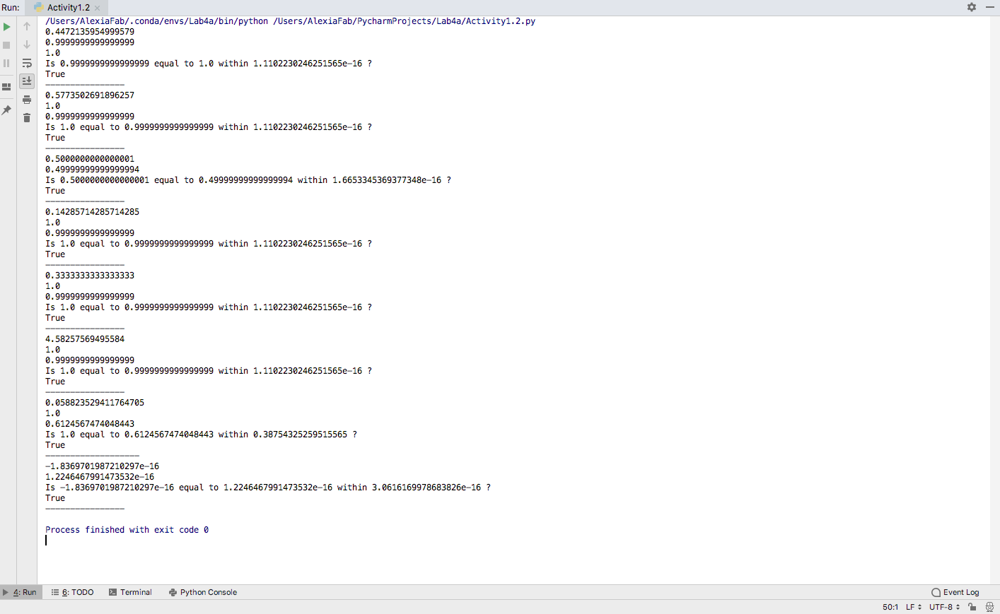 Run: Activity1.2
/Users/AlexiaFab/.conda/envs/Lab4a/bin/python /Users/AlexiaFab/PycharmProjects/Lab4a/Activity1.2.py
0.4472135954999579
0.9999999999999999
1.0
Is 0.9999999999999999 equal to 1.0 within 1.1102230246251565e-16 ?
True
----------------
0.5773502691896257
1.0
0.9999999999999999
Is 1.0 equal to 0.9999999999999999 within 1.1102230246251565e-16 ?
True
----------------
0.5000000000000001
0.49999999999999994
Is 0.5000000000000001 equal to 0.49999999999999994 within 1.6653345369377348e-16 ?
True
----------------
0.14285714285714285
1.0
0.9999999999999999
Is 1.0 equal to 0.9999999999999999 within 1.1102230246251565e-16 ?
True
----------------
0.3333333333333333
1.0
0.9999999999999999
Is 1.0 equal to 0.9999999999999999 within 1.1102230246251565e-16 ?
True
----------------
4.58257569495584
1.0
0.9999999999999999
Is 1.0 equal to 0.9999999999999999 within 1.1102230246251565e-16 ?
True
----------------
0.058823529411764705
1.0
0.6124567474048443
Is 1.0 equal to 0.6124567474048443 within 0.38754325259515565 ?
True
-------------------
-1.8369701987210297e-16
1.2246467991473532e-16
Is -1.8369701987210297e-16 equal to 1.2246467991473532e-16 within 3.0616169978683826e-16 ?
True
----------------
Process finished with exit code 0
4: Run 6: TODO Terminal Python Console Event Log
50:1 LF UTF-8